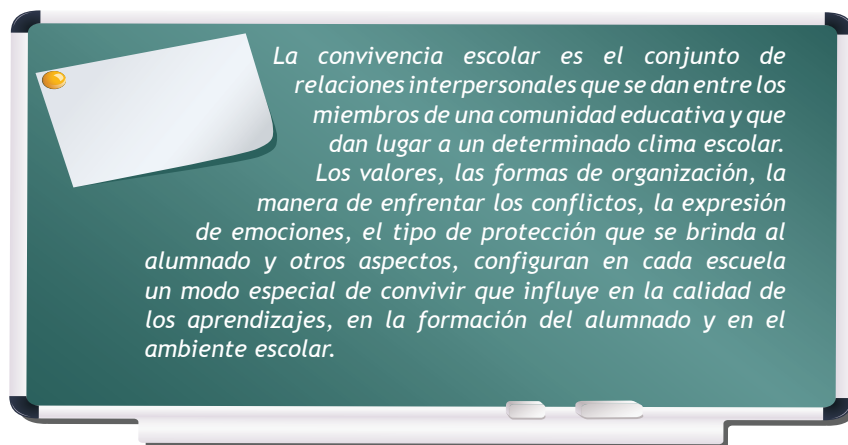 La convivencia escolar es el conjunto de
relaciones interpersonales que se dan entre los
miembros de una comunidad educativa y que
dan lugar a un determinado clima escolar.
Los valores, las formas de organización, la
manera de enfrentar los conflictos, la expresión
de emociones, el tipo de protección que se brinda al
alumnado y otros aspectos, configuran en cada escuela
un modo especial de convivir que influye en la calidad de
los aprendizajes, en la formación del alumnado y en el
ambiente escolar.